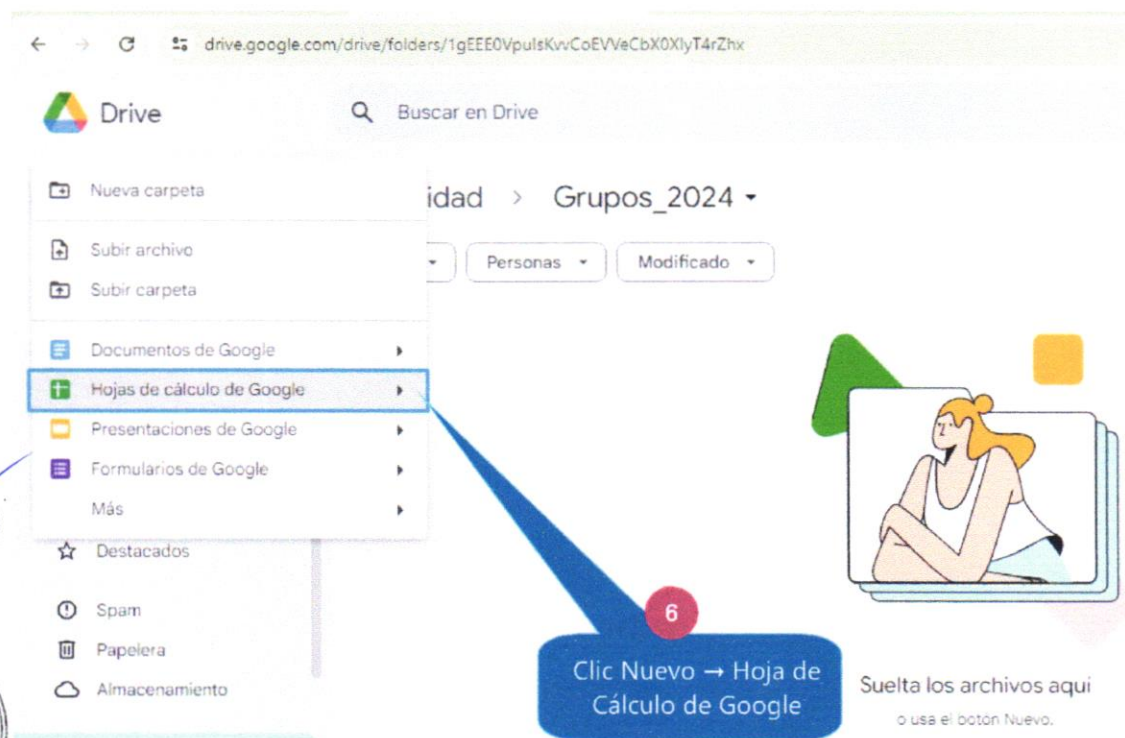 drive.google.com/drive/folders/1gEEE0VpulsKvvCoEVVeCbX0XlyT4rZhx
Drive
Buscar en Drive
Nueva carpeta
idad > Grupos_2024
Subir archivo
Personas
Modificado
Subir carpeta
Documentos de Google
Hojas de cálculo de Google
Presentaciones de Google
Formularios de Google
Más
Destacados
Spam
Papelera
Almacenamiento
6
Clic Nuevo → Hoja de
Cálculo de Google
Suelta los archivos aquí
o usa el botón Nuevo.